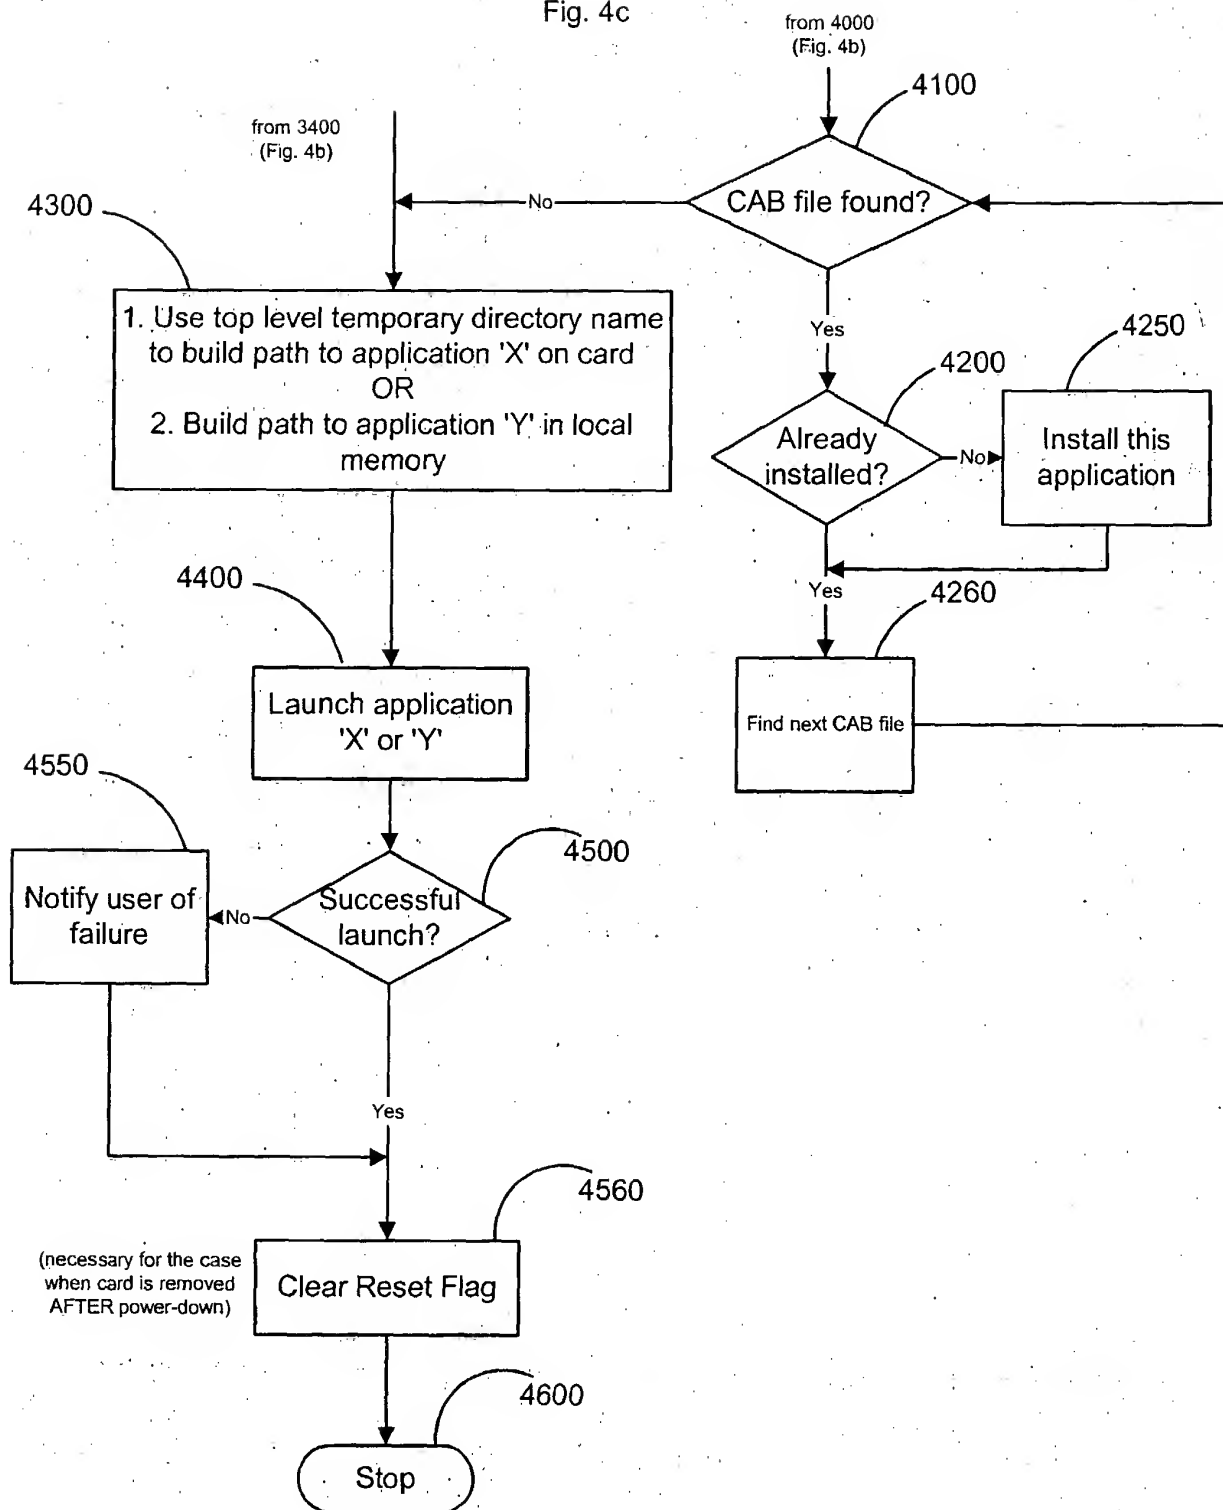 Fig. 4c
from 4000
(Fig. 4b)
4100
from 3400
(Fig. 4b)
CAB file found?
No
4300
1. Use top level temporary directory name
to build path to application 'X' on card
OR
2. Build path to application 'Y' in local
memory
Yes
4250
4200
Already
installed?
No
Install this
application
Yes
4260
4400
Find next CAB file
Launch application
'X' or 'Y'
4550
4500
Notify user of
failure
No
Successful
launch?
Yes
4560
(necessary for the case
when card is removed
AFTER power-down)
Clear Reset Flag
4600
Stop